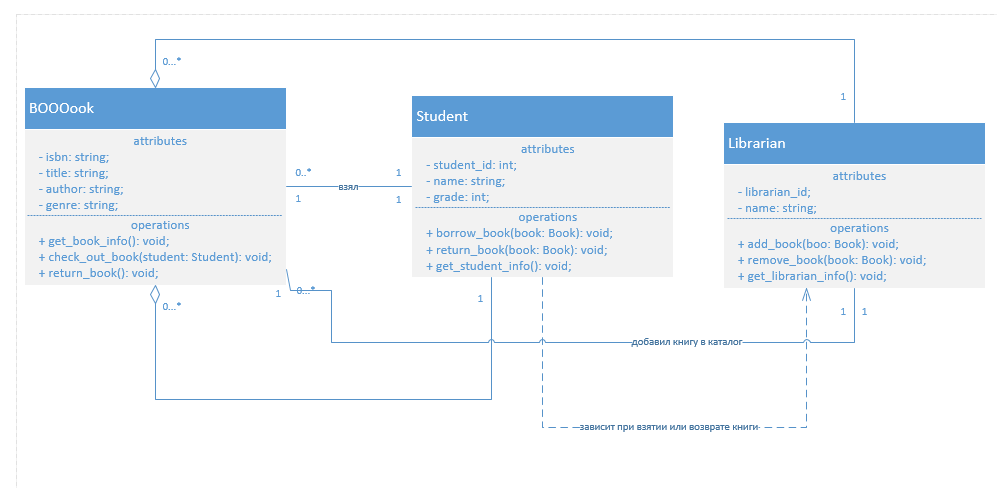 0...*
1
BOOOook
attributes
- isbn: string;
- title: string;
- author: string;
- genre: string;
operations
+ get_book_info(): void;
+ check_out_book(student: Student): void;
+ return_book(): void;
0..*
1
взял
1
1
Student
attributes
- student_id: int;
- name: string;
- grade: int;
operations
+ borrow_book(book: Book): void;
+ return_book(book: Book): void;
+ get_student_info(): void;
Librarian
attributes
- librarian_id;
- name: string;
operations
+ add_book(boo: Book): void;
+ remove_book(book: Book): void;
+ get_librarian_info(): void;
1
0...*
0...*
1
1
1
добавил книгу в каталог
зависит при взятии или возврате книги